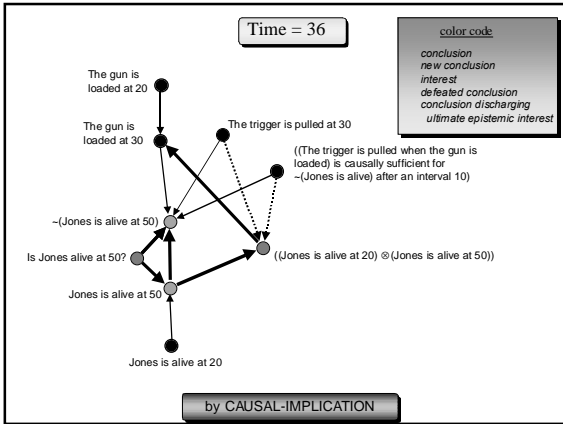 Time = 36
color code
conclusion
new conclusion
interest
defeated conclusion
conclusion discharging
ultimate epistemic interest
The gun is
loaded at 20
The gun is
loaded at 30
The trigger is pulled at 30
((The trigger is pulled when the gun is
loaded) is causally sufficient for
~(Jones is alive) after an interval 10)
~(Jones is alive at 50)
Is Jones alive at 50?
((Jones is alive at 20) ⊗(Jones is alive at 50))
Jones is alive at 50
Jones is alive at 20
by CAUSAL-IMPLICATION